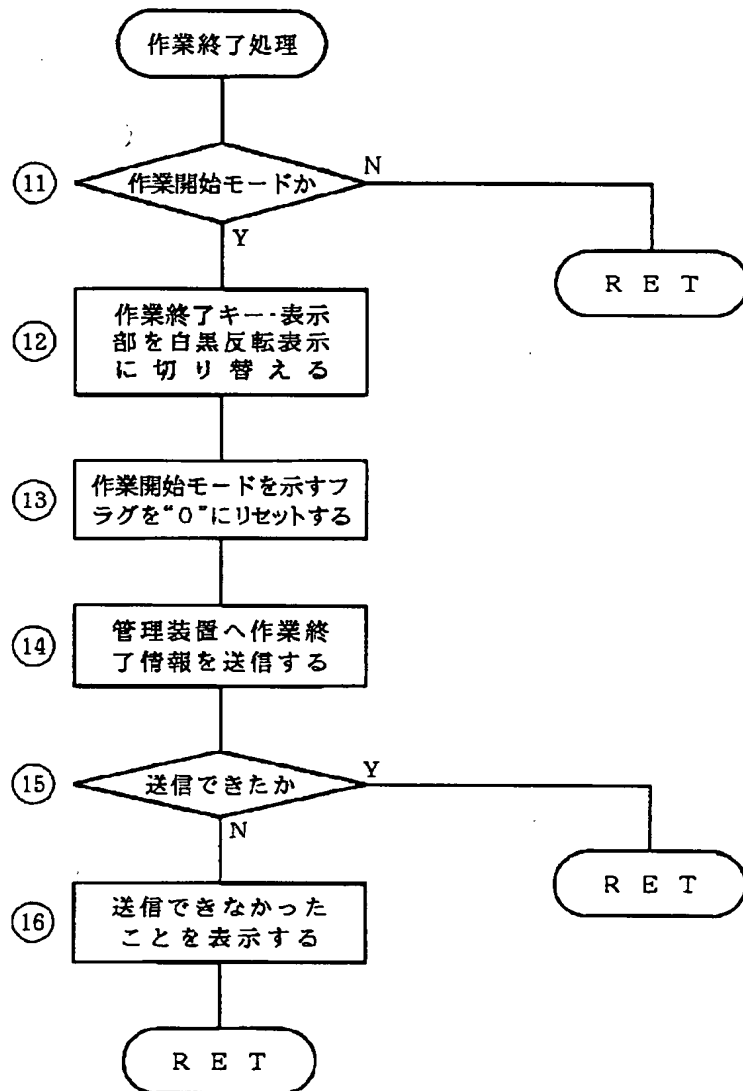 作業終了処理
⑪
作業開始モードか
N
Y
RET
⑫
作業終了キー・表示
部を白黒反転表示
に切り替える
⑬
作業開始モードを示すフ
ラグを“0”にリセットする
⑭
管理装置へ作業終
了情報を送信する
⑮
送信できたか
Y
N
RET
⑯
送信できなかった
ことを表示する
RET